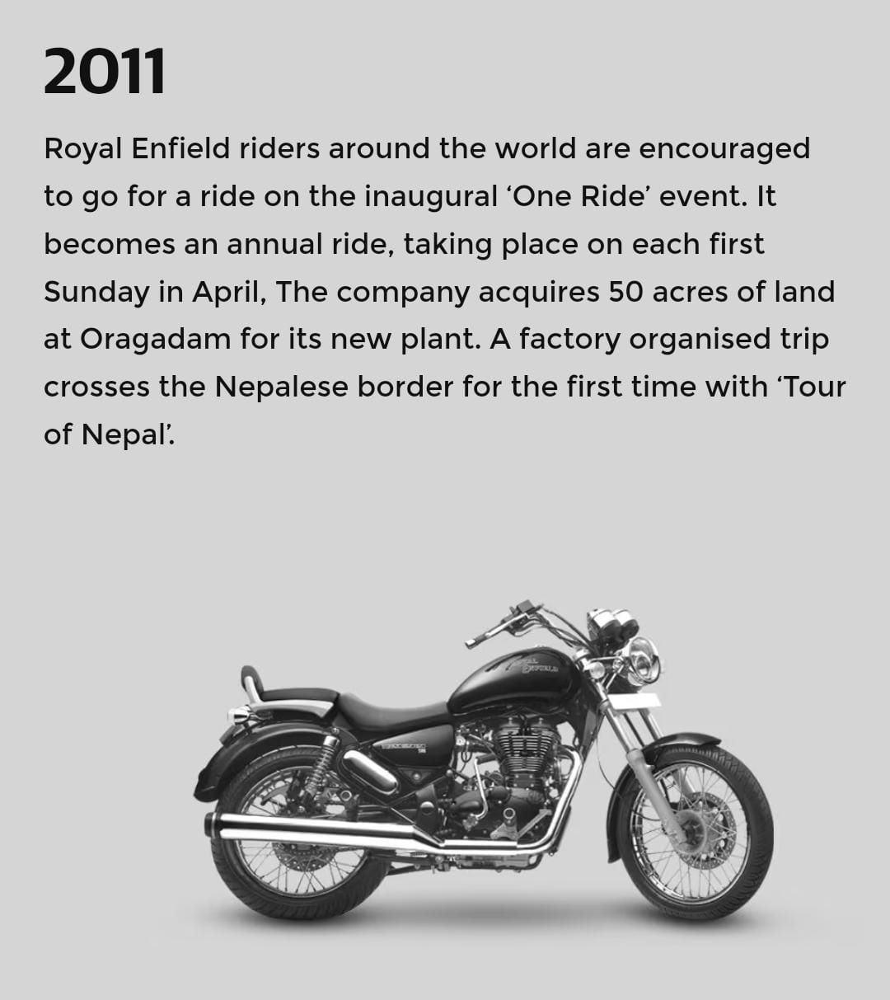 2011
Royal Enfield riders around the world are encouraged
to go for a ride on the inaugural ‘One Ride’ event. It
becomes an annual ride, taking place on each first
Sunday in April, The company acquires 50 acres of land
at Oragadam for its new plant. A factory organised trip
crosses the Nepalese border for the first time with ‘Tour
of Nepal’.
ROYAL
ENFIELD